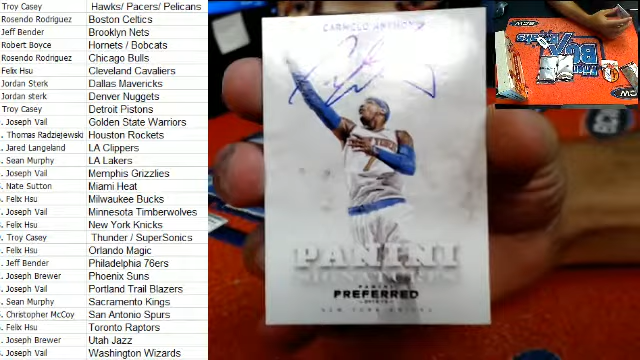 Troy Casey Hawks/ Pacers/ Pelicans
Rosendo Rodriguez Boston Celtics
Jeff Bender Brooklyn Nets
Robert Boyce Hornets / Bobcats
Rosendo Rodriguez Chicago Bulls
Felix Hsu Cleveland Cavaliers
Jordan Sterk Dallas Mavericks
Jordan sterk Denver Nuggets
Troy Casey Detroit Pistons
Joseph Vail Golden State Warriors
Thomas Radziejewski Houston Rockets
Jared Langeland LA Clippers
Sean Murphy LA Lakers
Joseph Vail Memphis Grizzlies
Nate Sutton Miami Heat
Felix Hsu Milwaukee Bucks
Joseph Vail Minnesota Timberwolves
Felix Hsu New York Knicks
Troy Casey Thunder / SuperSonics
Felix Hsu Orlando Magic
Jeff Bender Philadelphia 76ers
Joseph Brewer Phoenix Suns
Joseph Vail Portland Trail Blazers
Sean Murphy Sacramento Kings
Christopher McCoy San Antonio Spurs
Felix Hsu Toronto Raptors
Joseph Brewer Utah Jazz
Joseph Vail Washington Wizards
CARMELO ANTHONY
7
PANINI
SIGNATURES
PANINI
PREFERRED
NEW YORK KNICKS